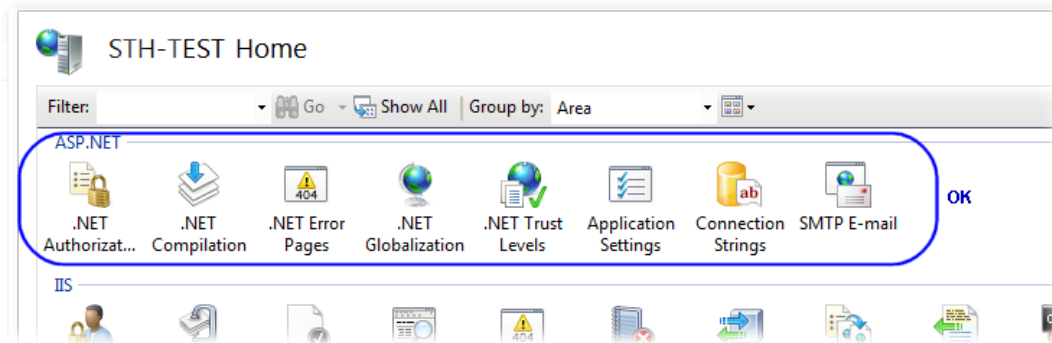 STH-TEST Home
Filter: Go Show All Group by: Area
ASP.NET
.NET Authorizat...
.NET Compilation
404
.NET Error Pages
.NET Globalization
.NET Trust Levels
Application Settings
ab
Connection Strings
SMTP E-mail
OK
IIS
404